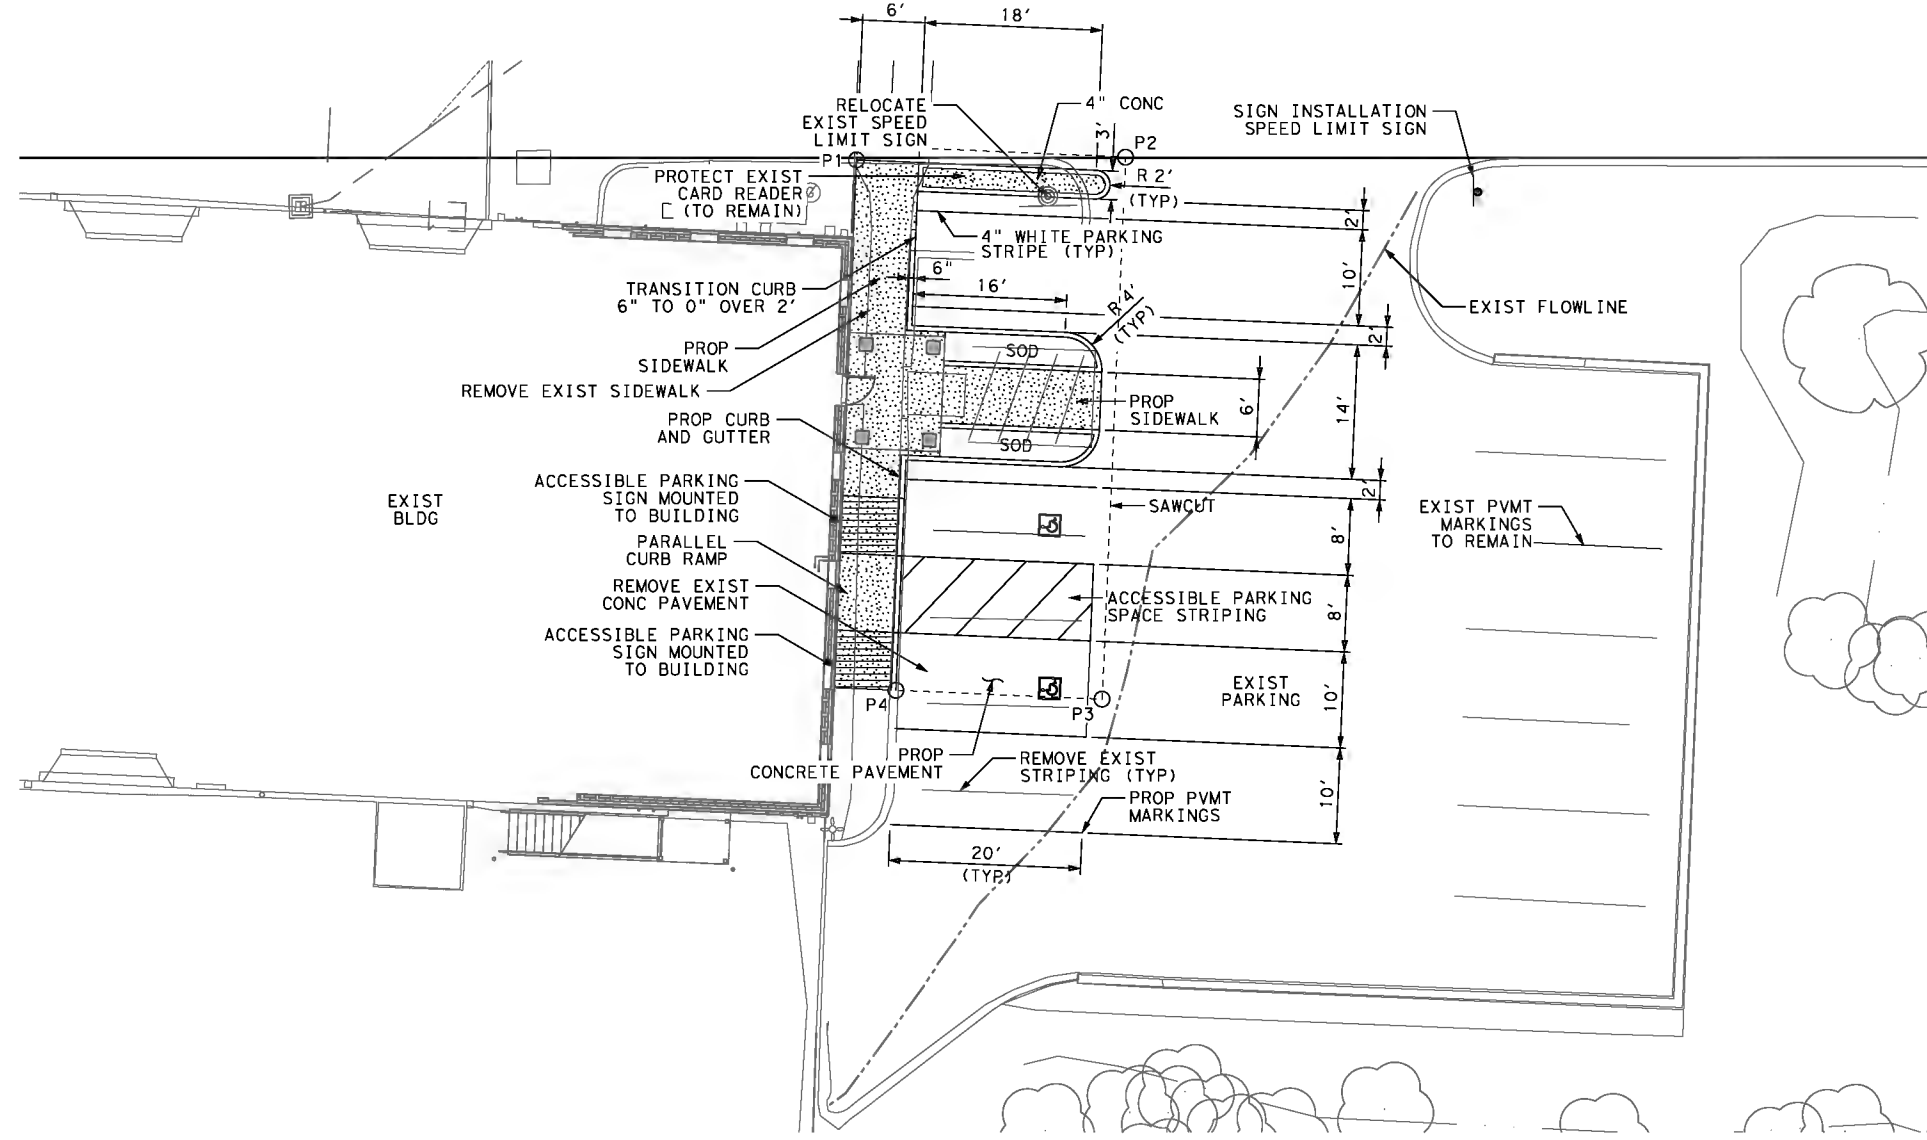 6'
18'
RELOCATE
EXIST SPEED
LIMIT SIGN
4" CONC
3'
P1
P2
SIGN INSTALLATION
SPEED LIMIT SIGN
PROTECT EXIST
CARD READER
(TO REMAIN)
R 2'
(TYP)
2'
4" WHITE PARKING
STRIPE (TYP)
10'
TRANSITION CURB
6" TO 0" OVER 2'
6"
16'
R 4'
(TYP)
EXIST FLOWLINE
2'
PROP
SIDEWALK
SOD
REMOVE EXIST SIDEWALK
PROP
SIDEWALK
6'
14'
PROP CURB
AND GUTTER
SOD
ACCESSIBLE PARKING
SIGN MOUNTED
TO BUILDING
EXIST
BLDG
2'
SAWCUT
EXIST PVMT
MARKINGS
TO REMAIN
8'
PARALLEL
CURB RAMP
REMOVE EXIST
CONC PAVEMENT
ACCESSIBLE PARKING
SPACE STRIPING
8'
ACCESSIBLE PARKING
SIGN MOUNTED
TO BUILDING
EXIST
PARKING
10'
P4
P3
PROP
CONCRETE PAVEMENT
REMOVE EXIST
STRIPING (TYP)
10'
PROP PVMT
MARKINGS
20'
(TYP)